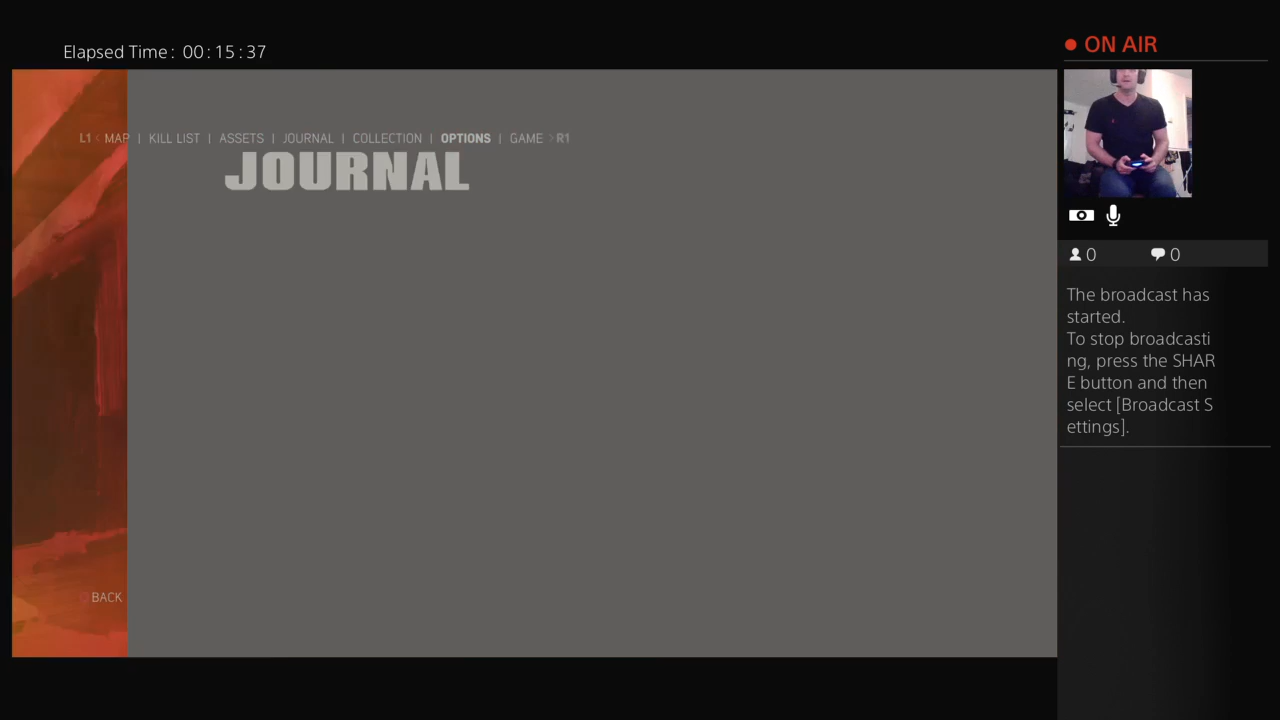 Elapsed Time: 00:15:37
ON AIR
L1 < MAP | KILL LIST | ASSETS | JOURNAL | COLLECTION | OPTIONS | GAME > R1
JOURNAL
0 0
The broadcast has
started.
To stop broadcasti
ng, press the SHAR
E button and then
select [Broadcast S
ettings].
BACK